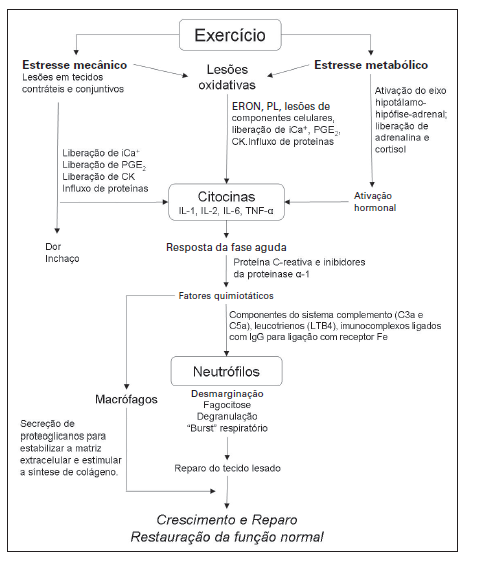 Exercício
Estresse mecânico
Lesões em tecidos
contráteis e conjuntivos
Lesões
oxidativas
Estresse metabólico
Ativação do eixo
hipotálamo-
hipófise-adrenal;
liberação de
adrenalina e
cortisol
ERON, PL, lesões de
componentes celulares,
liberação de iCa⁺, PGE₂,
CK.Influxo de proteínas
Liberação de iCa⁺
Liberação de PGE₂
Liberação de CK
Influxo de proteínas
Citocinas
IL-1, IL-2, IL-6, TNF-α
Ativação
hormonal
Dor
Inchaço
Resposta da fase aguda
Proteína C-reativa e inibidores
da proteinase α-1
Fatores quimiotáticos
Componentes do sistema complemento (C3a e
C5a), leucotrienos (LTB4), imunocomplexos ligados
com IgG para ligação com receptor Fe
Neutrófilos
Desmarginação
Fagocitose
Degranulação
“Burst” respiratório
Macrófagos
Secreção de
proteoglicanos para
estabilizar a matriz
extracelular e estimular
a síntese de colágeno.
Reparo do tecido lesado
Crescimento e Reparo
Restauração da função normal